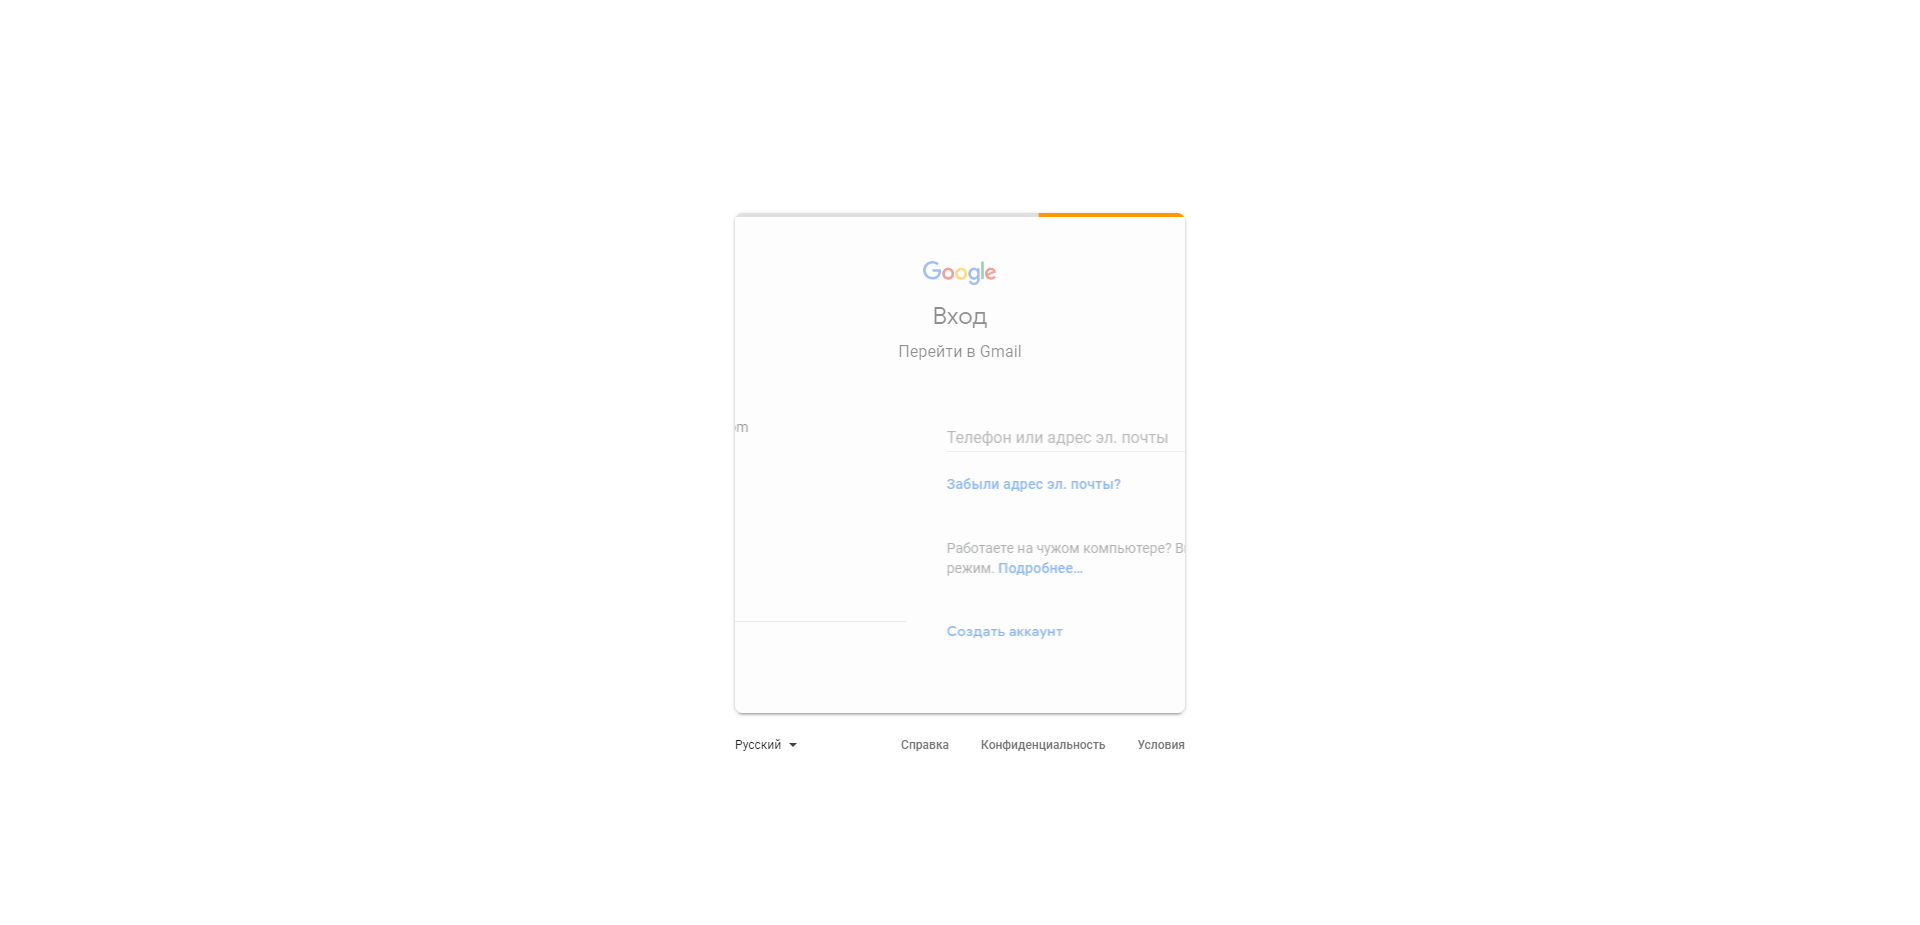 Google
Вход
Перейти в Gmail
Телефон или адрес эл. почты
Забыли адрес эл. почты?
Работаете на чужом компьютере?
режим. Подробнее...
Создать аккаунт
Русский
Справка
Конфиденциальность
Условия